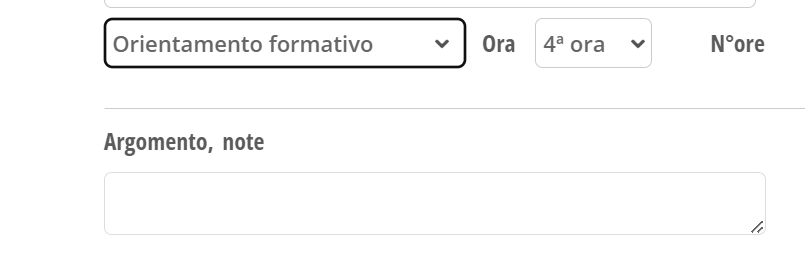 Orientamento formativo Ora 4ª ora N°ore
Argomento, note